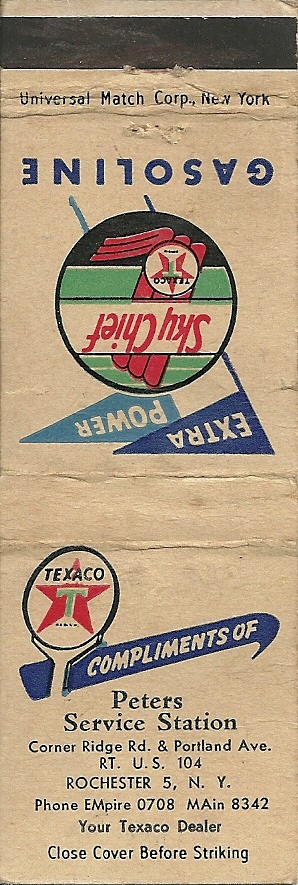 Universal Match Corp., New York
GASOLINE
TEXACO
T
Sky Chief
POWER
EXTRA
TEXACO
T
COMPLIMENTS OF
Peters
Service Station
Corner Ridge Rd. & Portland Ave.
RT. U.S. 104
ROCHESTER 5, N. Y.
Phone EMpire 0708 MAin 8342
Your Texaco Dealer
Close Cover Before Striking